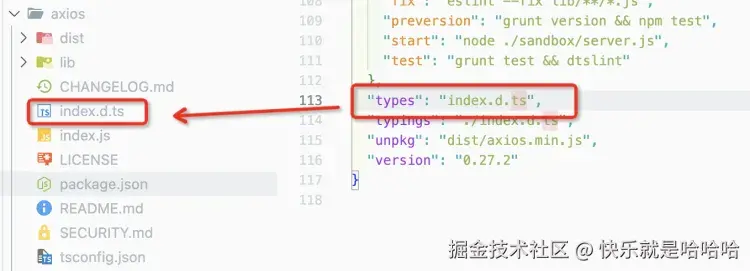 axios
dist
lib
CHANGELOG.md
TS index.d.ts
JS index.js
LICENSE
package.json
README.md
SECURITY.md
tsconfig.json
108 "fix": "eslint --fix lib/**/*.js",
109 "preversion": "grunt version && npm test",
110 "start": "node ./sandbox/server.js",
111 "test": "grunt test && dtslint"
112 },
113 "types": "index.d.ts",
114 "typings": "./index.d.ts",
115 "unpkg": "dist/axios.min.js",
116 "version": "0.27.2"
117 }
118
掘金技术社区 @ 快乐就是哈哈哈